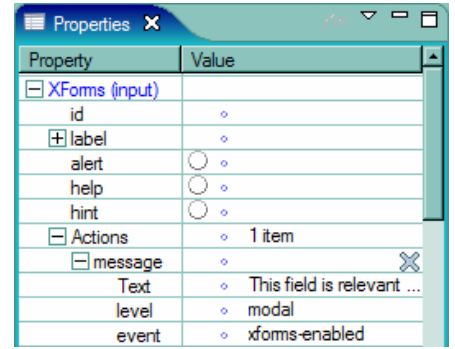 Properties
Property Value
XForms (input)
id
label
alert
help
hint
Actions 1 item
message
Text This field is relevant ...
level modal
event xforms-enabled